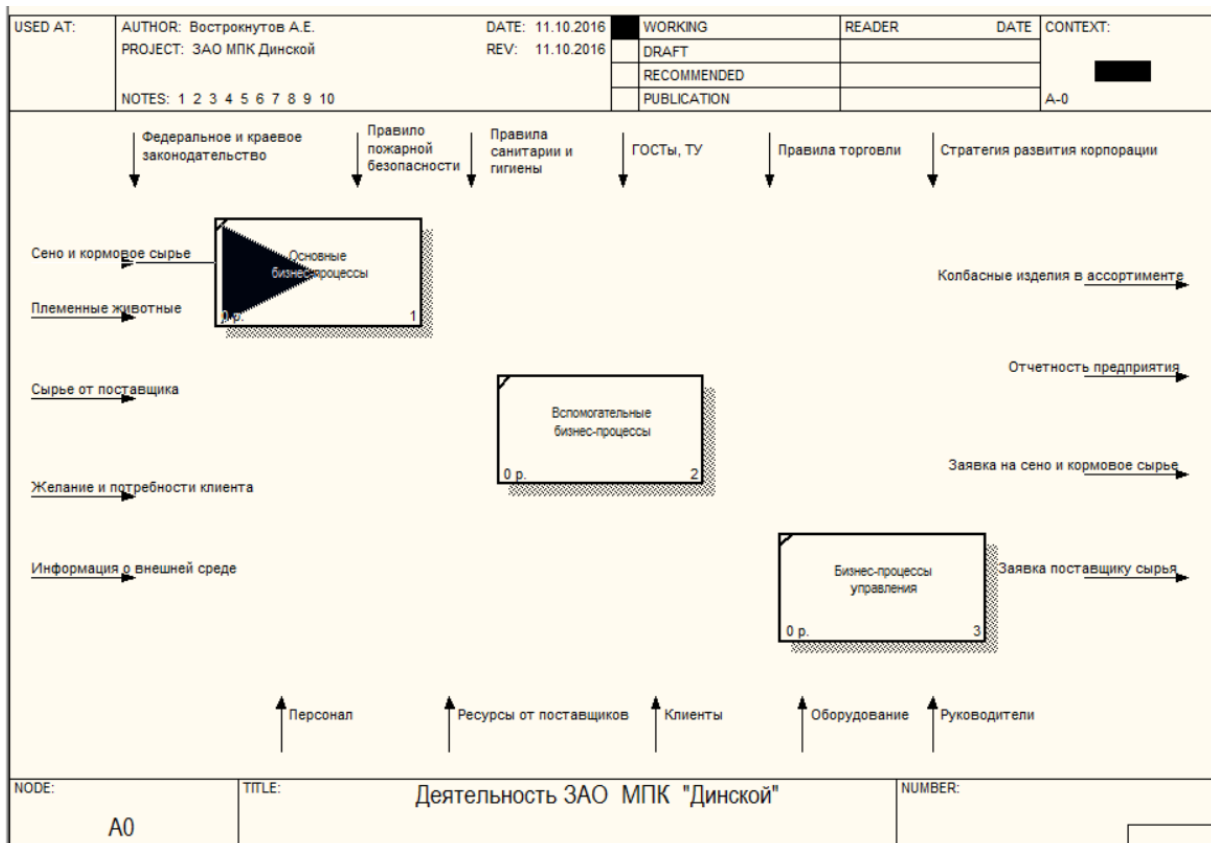 USED AT:
AUTHOR: Вострокнутов А.Е.
DATE: 11.10.2016
WORKING
READER
DATE
CONTEXT:
PROJECT: ЗАО МПК Динской
REV: 11.10.2016
DRAFT
RECOMMENDED
NOTES: 1 2 3 4 5 6 7 8 9 10
PUBLICATION
A-0
Федеральное и краевое
законодательство
Правило
пожарной
безопасности
Правила
санитарии и
гигиены
ГОСТы, ТУ
Правила торговли
Стратегия развития корпорации
Сено и кормовое сырье
Племенные животные
Сырье от поставщика
Желание и потребности клиента
Информация о внешней среде
Основные
бизнес-процессы
0 р.
1
Вспомогательные
бизнес-процессы
0 р.
2
Бизнес-процессы
управления
0 р.
3
Колбасные изделия в ассортименте
Отчетность предприятия
Заявка на сено и кормовое сырье
Заявка поставщику сырья
Персонал
Ресурсы от поставщиков
Клиенты
Оборудование
Руководители
NODE:
A0
TITLE:
Деятельность ЗАО МПК "Динской"
NUMBER: